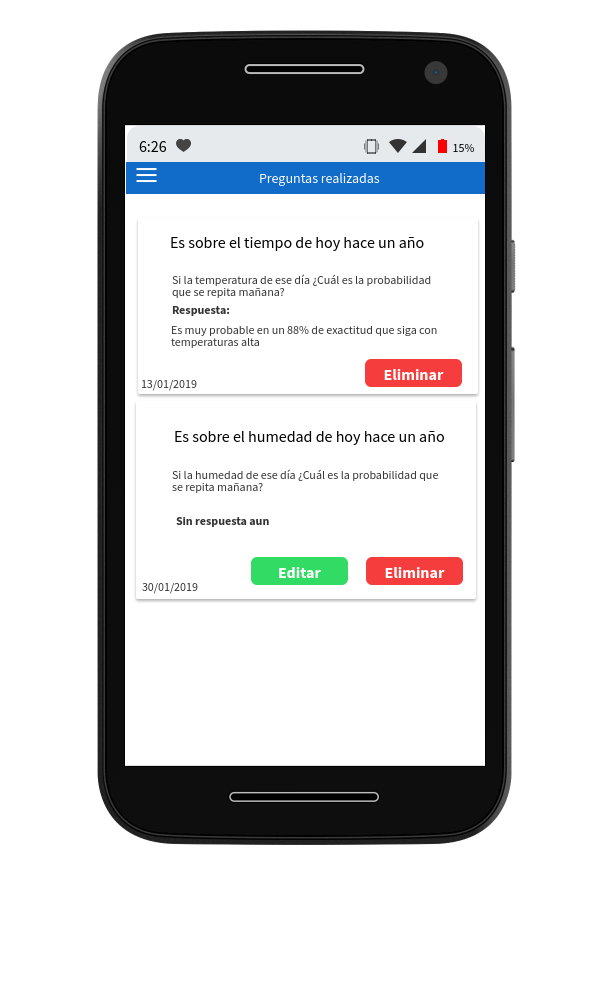 6:26
15%
Preguntas realizadas
Es sobre el tiempo de hoy hace un año
Si la temperatura de ese día ¿Cuál es la probabilidad
que se repita mañana?
Respuesta:
Es muy probable en un 88% de exactitud que siga con
temperaturas alta
Eliminar
13/01/2019
Es sobre el humedad de hoy hace un año
Si la humedad de ese día ¿Cuál es la probabilidad que
se repita mañana?
Sin respuesta aun
Editar
Eliminar
30/01/2019